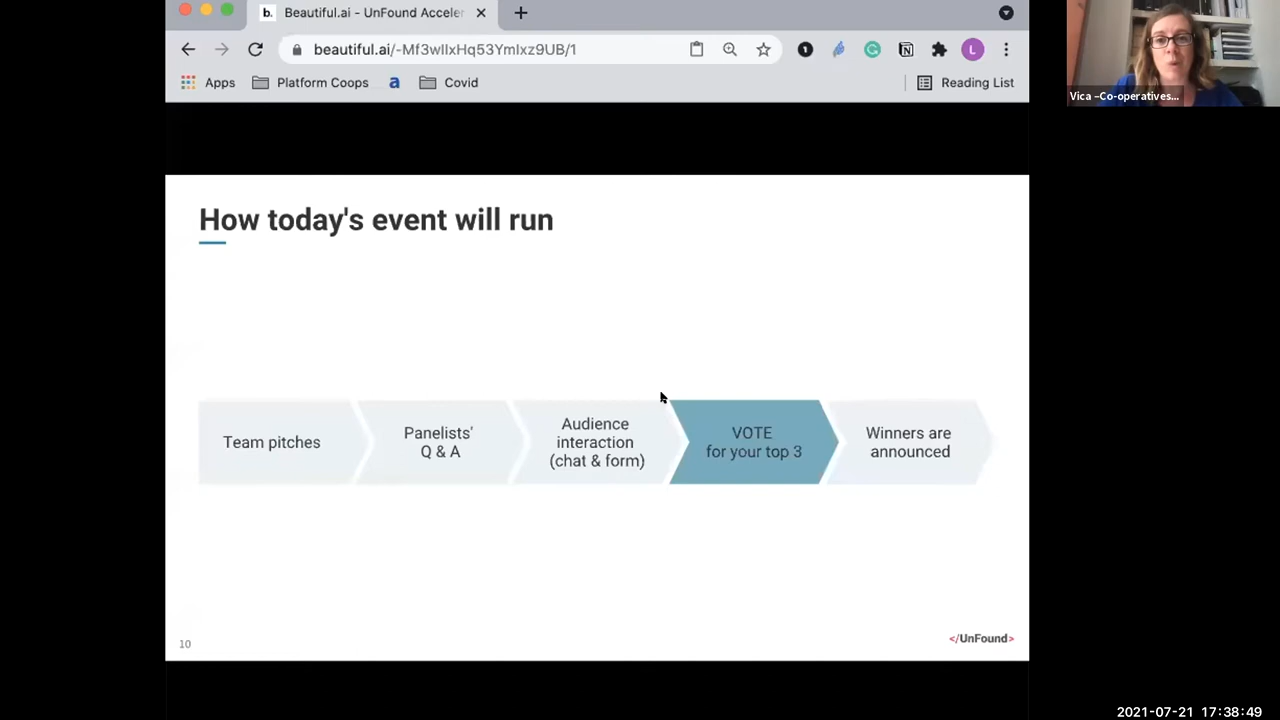 b. Beautiful.ai - UnFound Acceler
beautiful.ai/-Mf3wllxHq53Ymlxz9UB/1
L
Apps
Platform Coops
a
Covid
Reading List
Vica –Co-operatives...
How today's event will run
Team pitches
Panelists'
Q & A
Audience
interaction
(chat & form)
VOTE
for your top 3
Winners are
announced
10
</UnFound>
2021-07-21 17:38:49